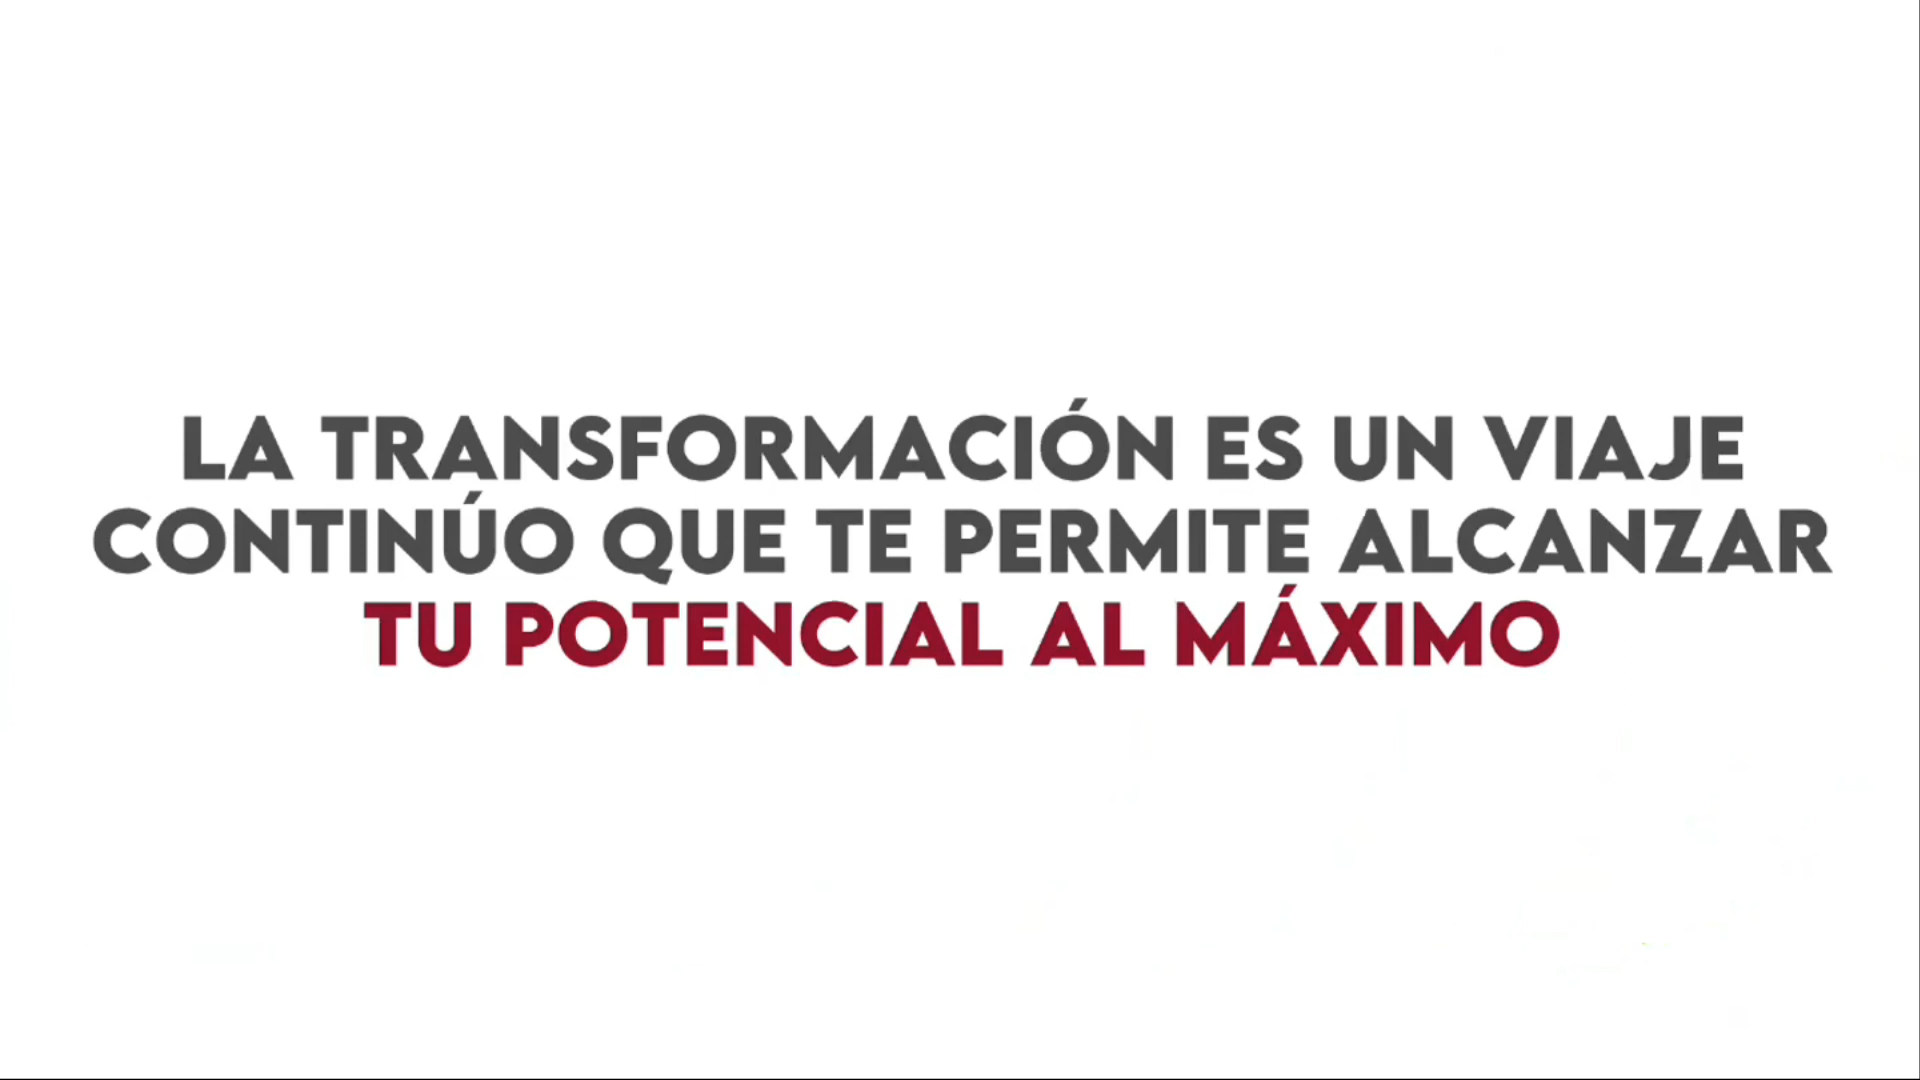 LA TRANSFORMACIÓN ES UN VIAJE
CONTINÚO QUE TE PERMITE ALCANZAR
TU POTENCIAL AL MÁXIMO